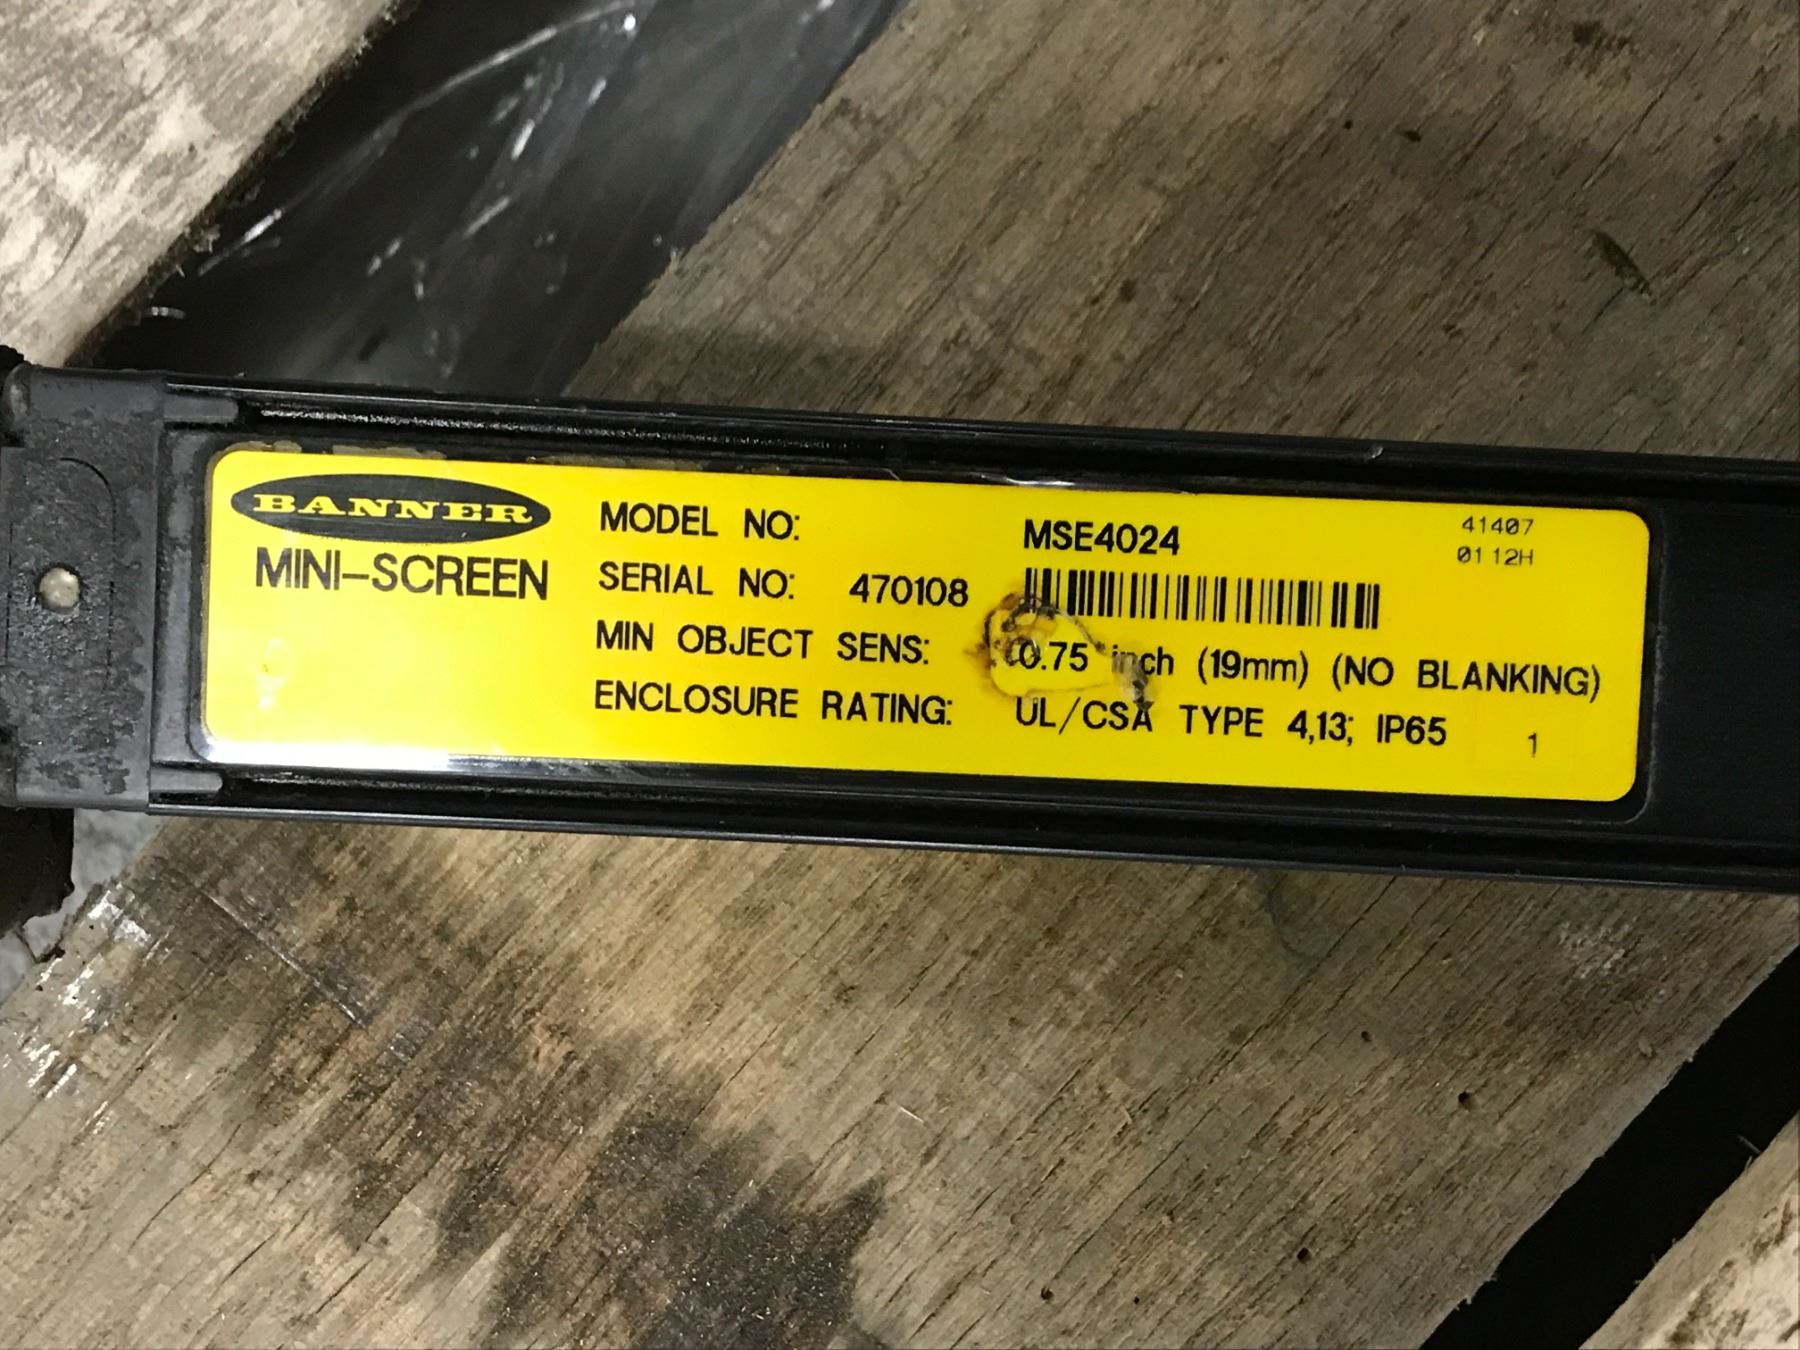 BANNER
MINI-SCREEN
MODEL NO: MSE4024
SERIAL NO: 470108
MIN OBJECT SENS: 0.75 inch (19mm) (NO BLANKING)
ENCLOSURE RATING: UL/CSA TYPE 4,13; IP65
41407
0112H
1